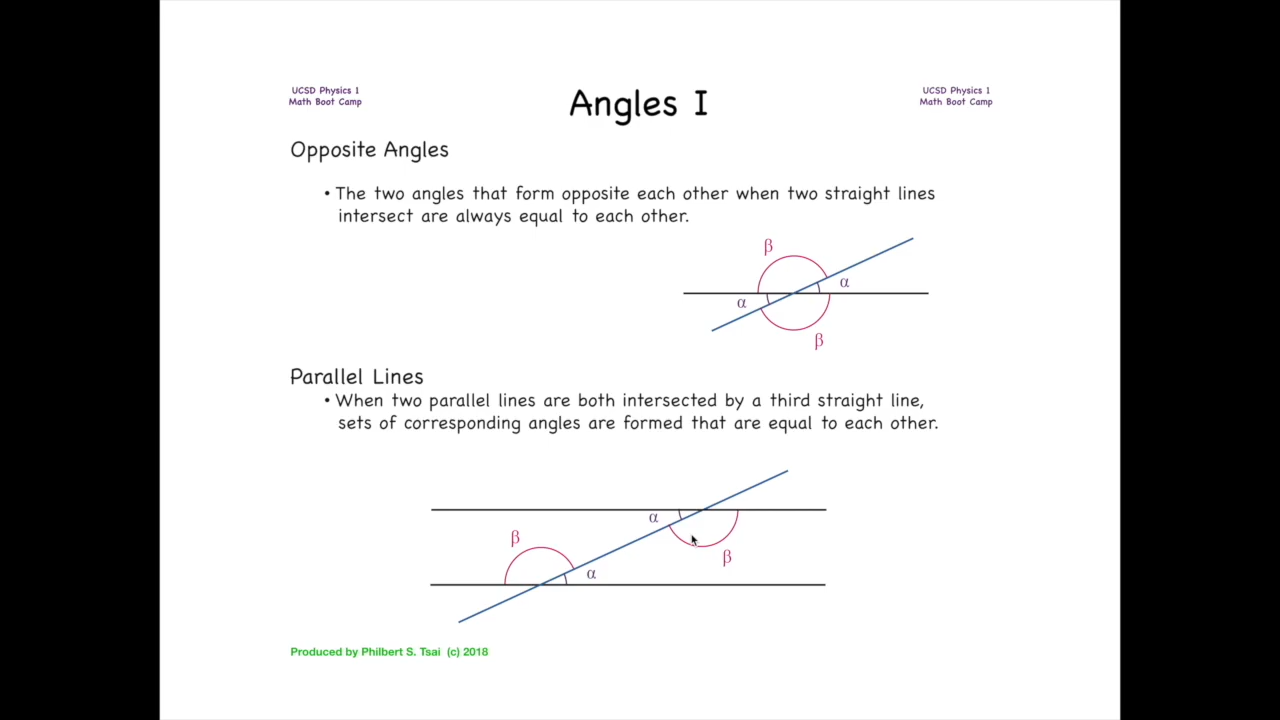 UCSD Physics 1
Math Boot Camp
Angles I
UCSD Physics 1
Math Boot Camp
Opposite Angles
• The two angles that form opposite each other when two straight lines
intersect are always equal to each other.
β
α
α
β
Parallel Lines
• When two parallel lines are both intersected by a third straight line,
sets of corresponding angles are formed that are equal to each other.
α
β
β
α
Produced by Philbert S. Tsai (c) 2018